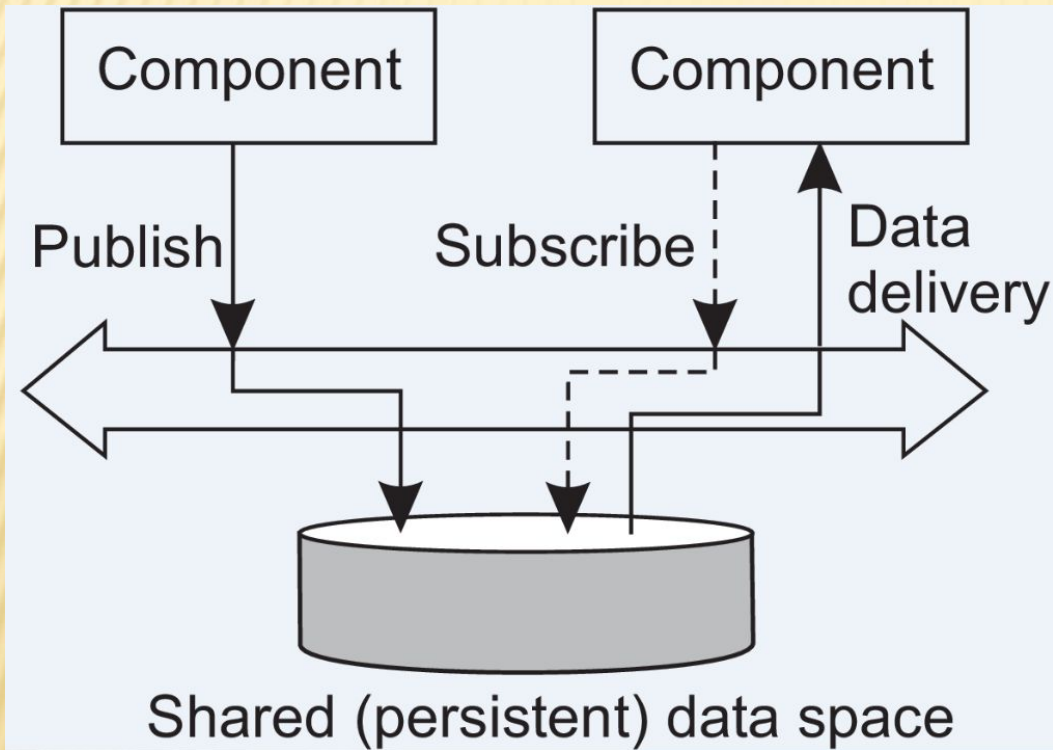 Component
Component
Publish
Subscribe
Data
delivery
Shared (persistent) data space